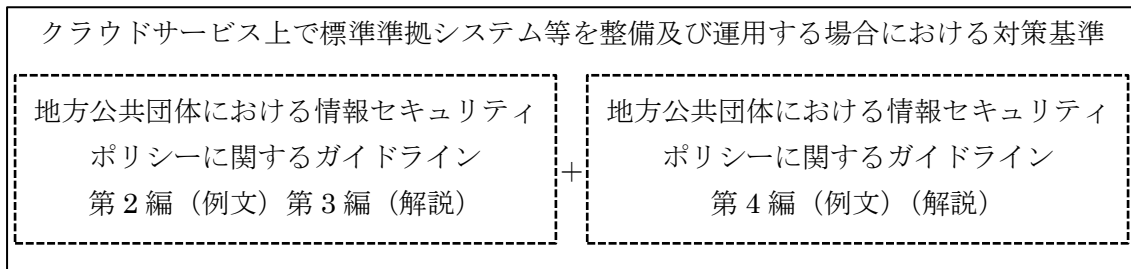 クラウドサービス上で標準準拠システム等を整備及び運用する場合における対策基準
地方公共団体における情報セキュリティ
ポリシーに関するガイドライン
第2編（例文）第3編（解説）
+
地方公共団体における情報セキュリティ
ポリシーに関するガイドライン
第4編（例文）（解説）